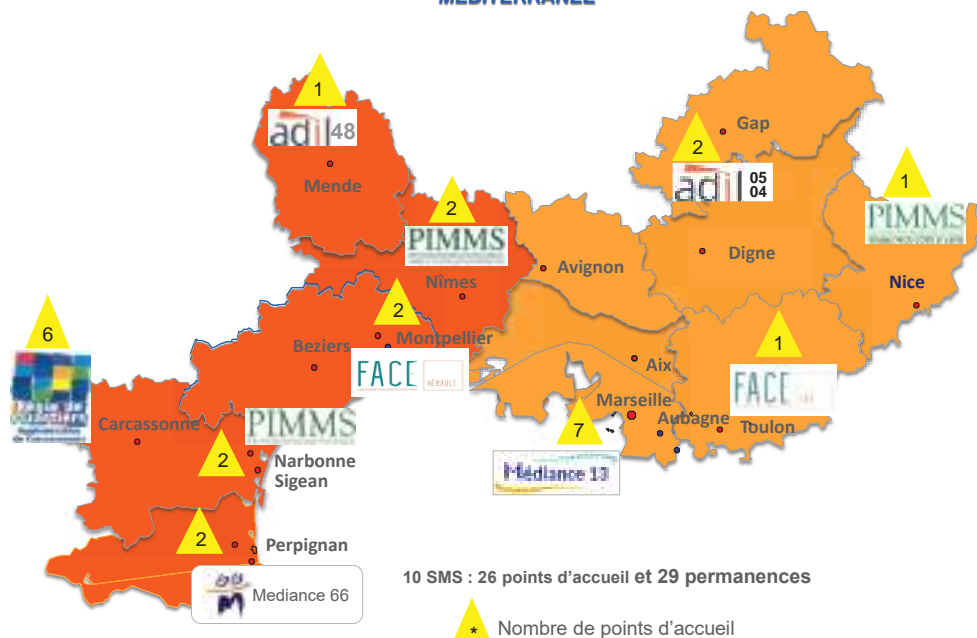 MEDITERRANEE
1
adil 48
Mende
2
PIMMS
Nîmes
2
Montpellier
Beziers
FACE HÉRAULT
6
Carcassonne
PIMMS
2
Narbonne
Sigean
2
Perpignan
Mediance 66
Gap
2
adil 05
04
1
PIMMS
Avignon
Digne
Nice
1
FACE
Aix
Marseille
Aubagne
Toulon
7
Médiance 13
10 SMS : 26 points d’accueil et 29 permanences
* Nombre de points d’accueil